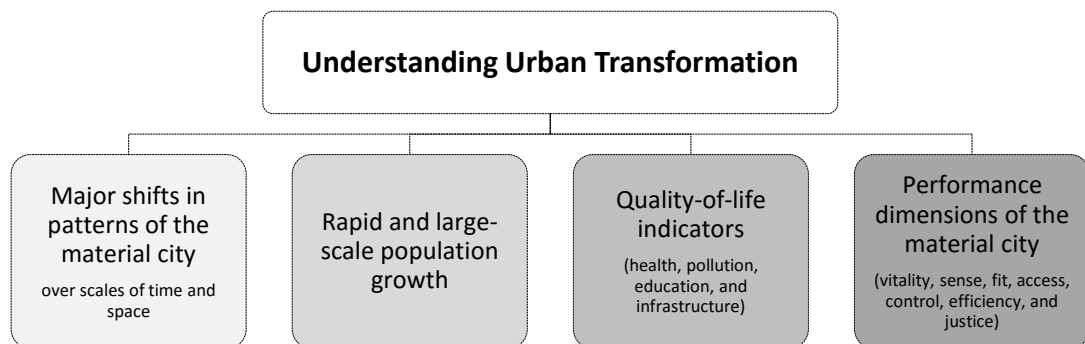 Understanding Urban Transformation
Major shifts in
patterns of the
material city
over scales of time and
space
Rapid and large-
scale population
growth
Quality-of-life
indicators
(health, pollution,
education, and
infrastructure)
Performance
dimensions of the
material city
(vitality, sense, fit, access,
control, efficiency, and
justice)